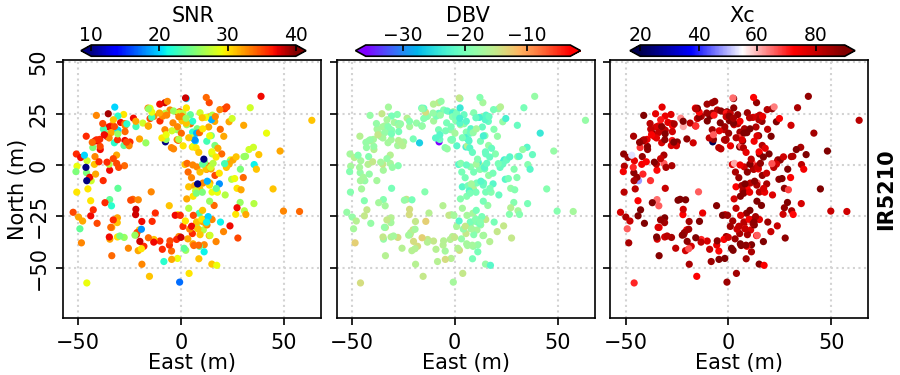 SNR DBV Xc
10 20 30 40 −30 −20 −10 20 40 60 80
50
25
0
−25
−50
North (m)
−50 0 50 −50 0 50 −50 0 50
East (m) East (m) East (m)
IR5210